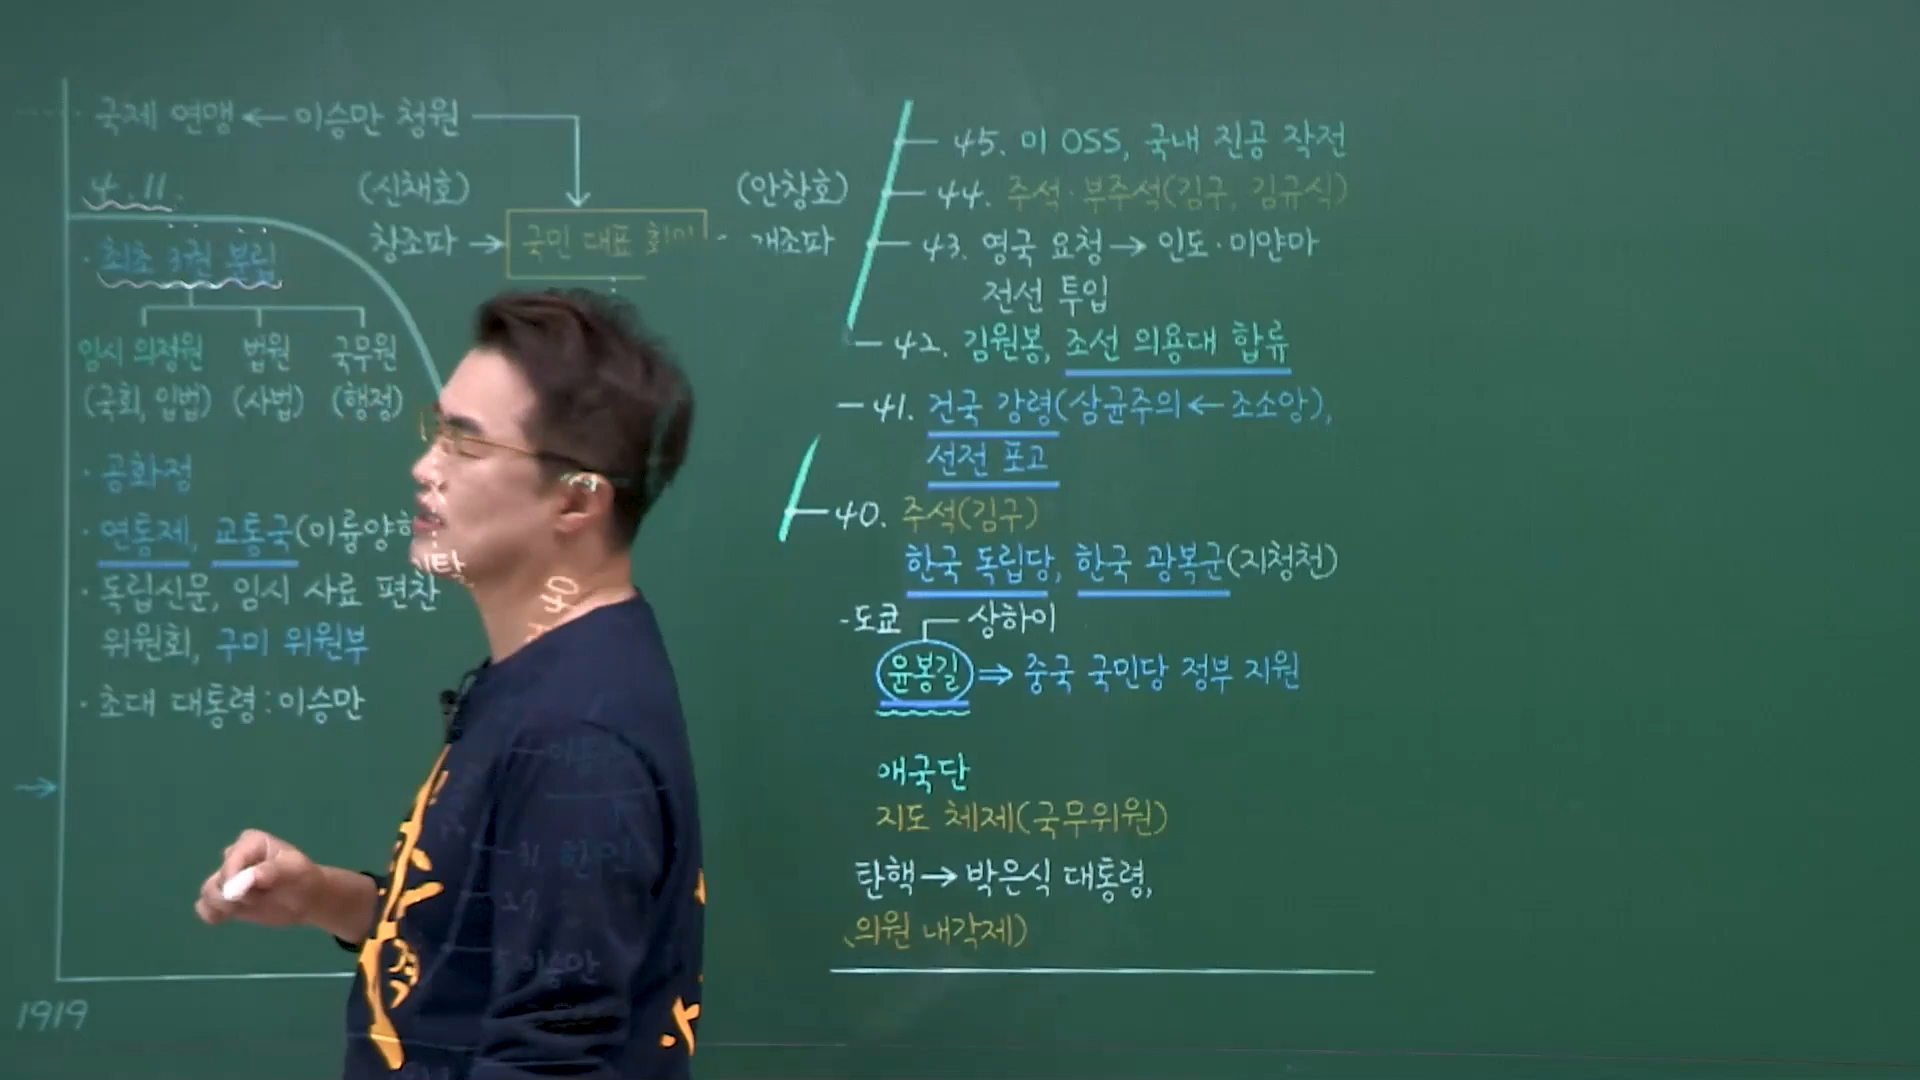 국제 연맹 ← 이승만 청원
4.11.
(신채호)
창조파 → 국민 대표 회의
(안창호)
개조파
· 최초 3권 분립
임시 의정원 법원 국무원
(국회, 입법) (사법) (행정)
· 공화정
· 연통제, 교통국(이륭양
· 독립신문, 임시 사료 편찬
위원회, 구미 위원부
· 초대 대통령 : 이승만
1919
45. 미 OSS, 국내 진공 작전
44. 주석·부주석(김구, 김규식)
43. 영국 요청 → 인도·미얀마
전선 투입
42. 김원봉, 조선 의용대 합류
41. 건국 강령(삼균주의 ← 조소앙),
선전 포고
40. 주석(김구)
한국 독립당, 한국 광복군(지청천)
-도쿄 상하이
윤봉길 ⇒ 중국 국민당 정부 지원
애국단
지도 체제(국무위원)
탄핵 → 박은식 대통령,
의원 내각제)